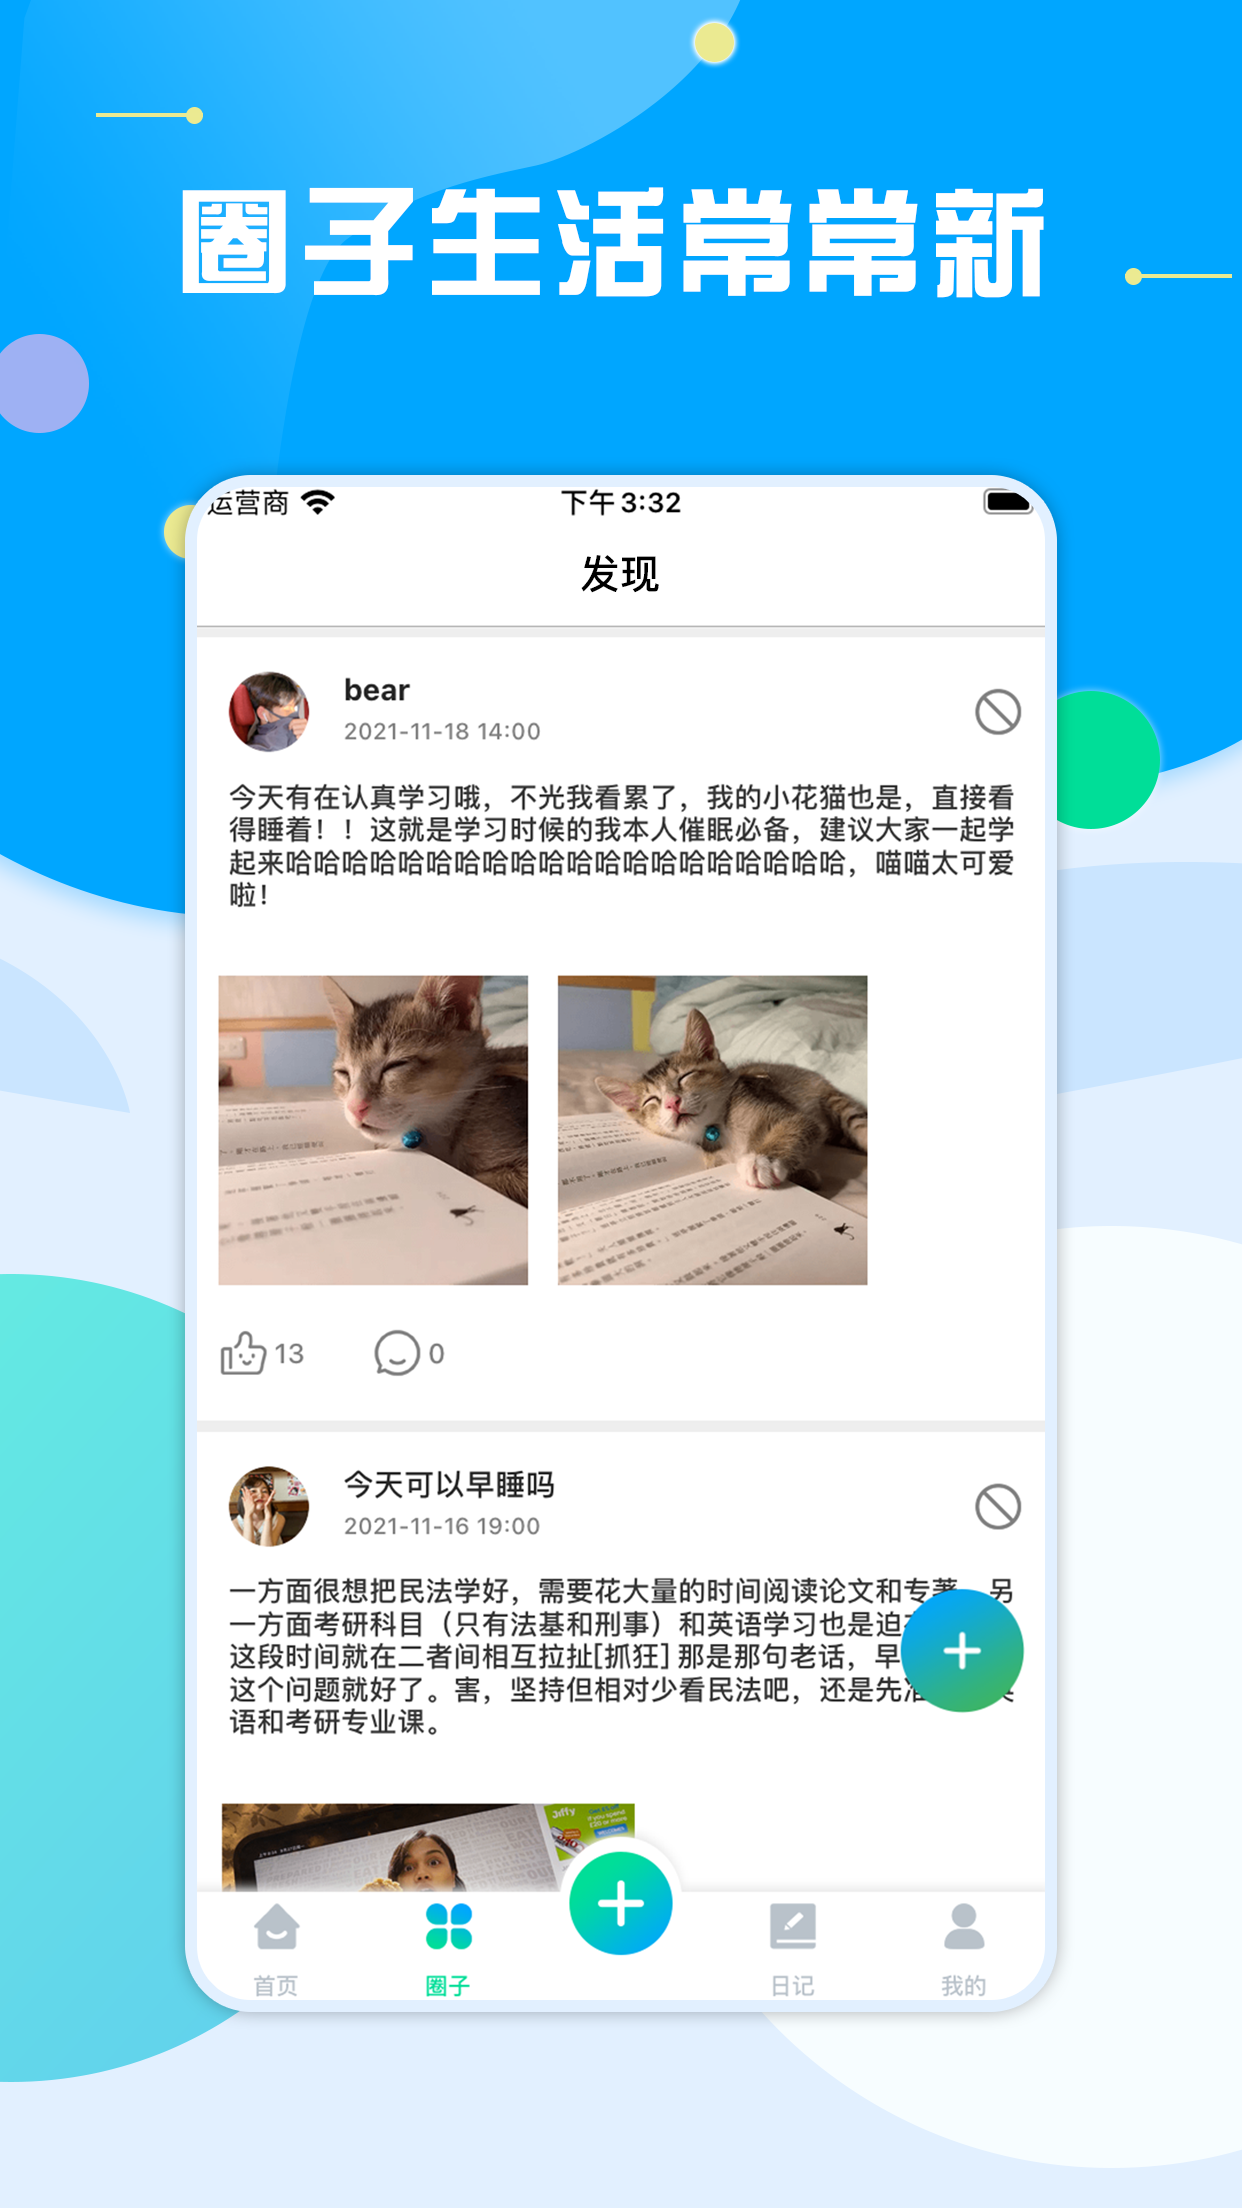 圈子生活常常新
运营商
下午3:32
发现
bear
2021-11-18 14:00
今天有在认真学习哦，不光我看累了，我的小花猫也是，直接看
得睡着！！这就是学习时候的我本人催眠必备，建议大家一起学
起来哈哈哈哈哈哈哈哈哈哈哈哈哈哈哈哈哈哈哈哈，喵喵太可爱
啦！
13
0
今天可以早睡吗
2021-11-16 19:00
一方面很想把民法学好，需要花大量的时间阅读论文和专著 另
一方面考研科目（只有法基和刑事）和英语学习也是迫
这段时间就在二者间相互拉扯[抓狂] 那是那句老话，早
这个问题就好了。害，坚持但相对少看民法吧，还是先
语和考研专业课。
Jiffy
首页
圈子
日记
我的